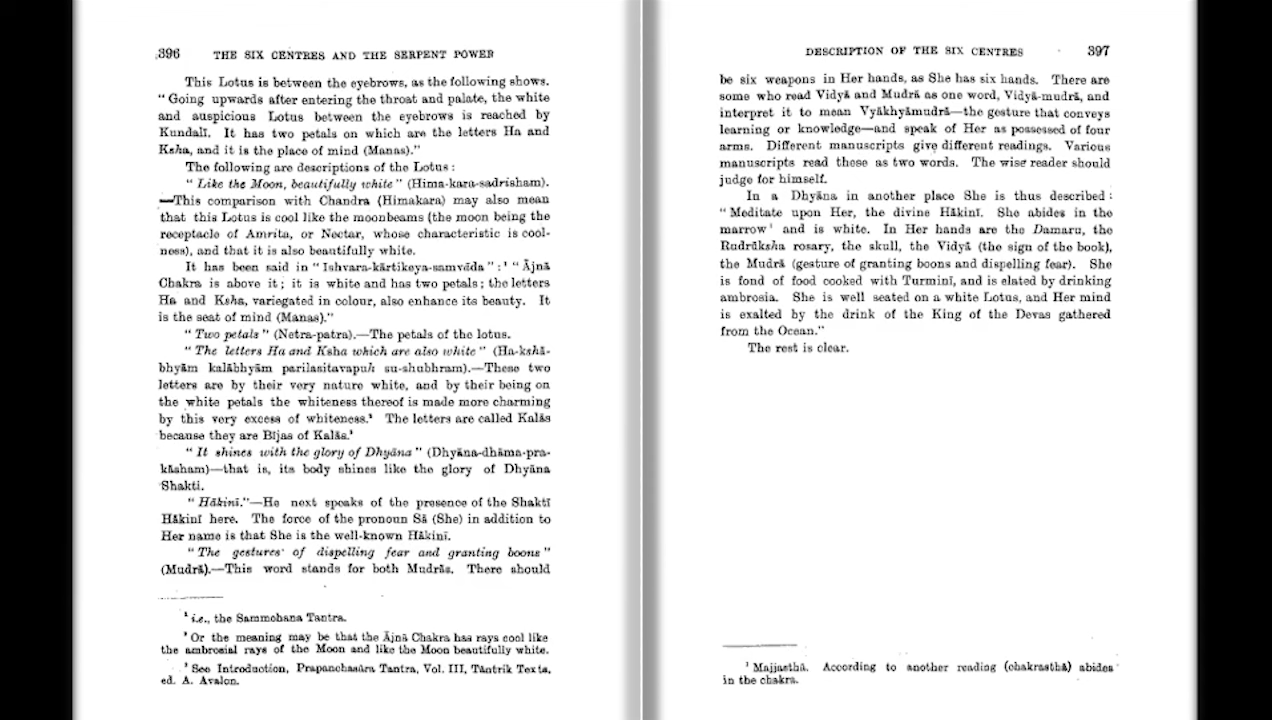 396 THE SIX CENTRES AND THE SERPENT POWER
This Lotus is between the eyebrows, as the following shows.
"Going upwards after entering the throat and palate, the white
and auspicious Lotus between the eyebrows is reached by
Kundalī. It has two petals on which are the letters Ha and
Ksha, and it is the place of mind (Manas)."
The following are descriptions of the Lotus:
"Like the Moon, beautifully white" (Hima-kara-sadrisham).
—This comparison with Chandra (Himakara) may also mean
that this Lotus is cool like the moonbeams (the moon being the
receptacle of Amrita, or Nectar, whose characteristic is cool-
ness), and that it is also beautifully white.
It has been said in "Ishvara-kārtikeya-samvāda":¹ "Ājnā
Chakra is above it; it is white and has two petals; the letters
Ha and Ksha, variegated in colour, also enhance its beauty. It
is the seat of mind (Manas)."
"Two petals" (Netra-patra).—The petals of the lotus.
"The letters Ha and Ksha which are also white" (Ha-kshā-
bhyām kalābhyām parilasitavapuh su-shubhram).—These two
letters are by their very nature white, and by their being on
the white petals the whiteness thereof is made more charming
by this very excess of whiteness.² The letters are called Kalās
because they are Bījas of Kalās.³
"It shines with the glory of Dhyāna" (Dhyāna-dhāma-pra-
kāsham)—that is, its body shines like the glory of Dhyāna
Shakti.
"Hākinī."—He next speaks of the presence of the Shakti
Hākinī here. The force of the pronoun Sā (She) in addition to
Her name is that She is the well-known Hākinī.
"The gestures of dispelling fear and granting boons"
(Mudrā).—This word stands for both Mudrās. There should
¹ i.e., the Sammohana Tantra.
² Or the meaning may be that the Ājnā Chakra has rays cool like
the ambrosial rays of the Moon and like the Moon beautifully white.
³ See Introduction, Prapanchasāra Tantra, Vol. III, Tāntrik Texts,
ed. A. Avalon.
DESCRIPTION OF THE SIX CENTRES 397
be six weapons in Her hands, as She has six hands. There are
some who read Vidyā and Mudrā as one word, Vidyā-mudrā, and
interpret it to mean Vyākhyāmudrā—the gesture that conveys
learning or knowledge—and speak of Her as possessed of four
arms. Different manuscripts give different readings. Various
manuscripts read these as two words. The wise reader should
judge for himself.
In a Dhyāna in another place She is thus described:
"Meditate upon Her, the divine Hākinī. She abides in the
marrow¹ and is white. In Her hands are the Damaru, the
Rudrāksha rosary, the skull, the Vidyā (the sign of the book),
the Mudrā (gesture of granting boons and dispelling fear). She
is fond of food cooked with Turmini, and is elated by drinking
ambrosia. She is well seated on a white Lotus, and Her mind
is exalted by the drink of the King of the Devas gathered
from the Ocean."
The rest is clear.
¹ Majjasthā. According to another reading (chakrasthā) abides
in the chakra.